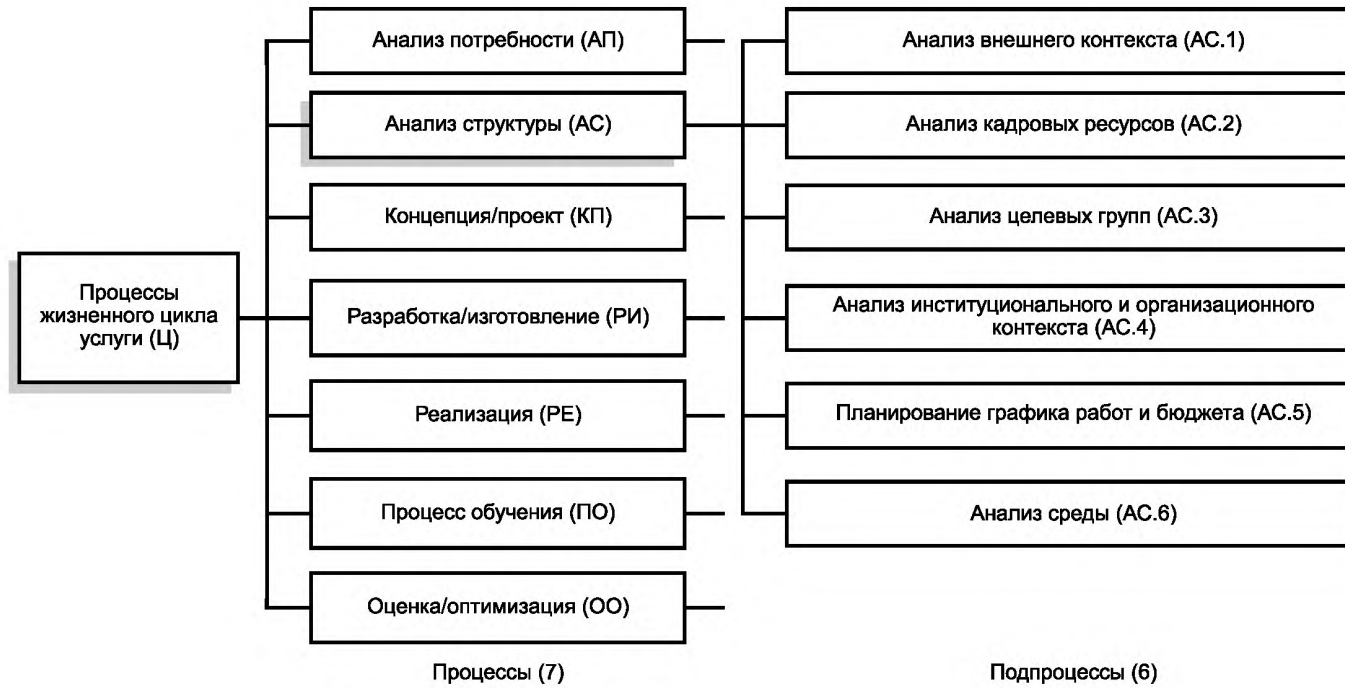 Процессы
жизненного цикла
услуги (Ц)
Анализ потребности (АП)
Анализ структуры (АС)
Концепция/проект (КП)
Разработка/изготовление (РИ)
Реализация (РЕ)
Процесс обучения (ПО)
Оценка/оптимизация (ОО)
Процессы (7)
Анализ внешнего контекста (АС.1)
Анализ кадровых ресурсов (АС.2)
Анализ целевых групп (АС.3)
Анализ институционального и организационного
контекста (АС.4)
Планирование графика работ и бюджета (АС.5)
Анализ среды (АС.6)
Подпроцессы (6)